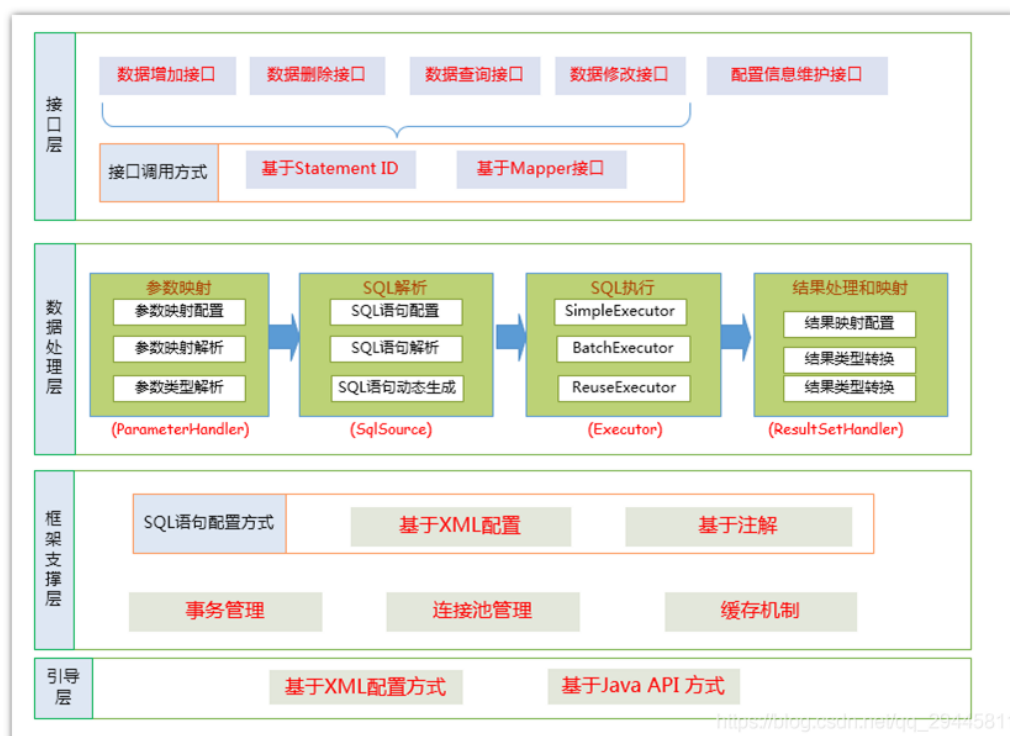 接口层
数据增加接口
数据删除接口
数据查询接口
数据修改接口
配置信息维护接口
接口调用方式
基于Statement ID
基于Mapper接口
数据处理层
参数映射
参数映射配置
参数映射解析
参数类型解析
(ParameterHandler)
SQL解析
SQL语句配置
SQL语句解析
SQL语句动态生成
(SqlSource)
SQL执行
SimpleExecutor
BatchExecutor
ReuseExecutor
(Executor)
结果处理和映射
结果映射配置
结果类型转换
结果类型转换
(ResultSetHandler)
框架支撑层
SQL语句配置方式
基于XML配置
基于注解
事务管理
连接池管理
缓存机制
引导层
基于XML配置方式
基于Java API 方式
https://blog.csdn.net/qq_2944581